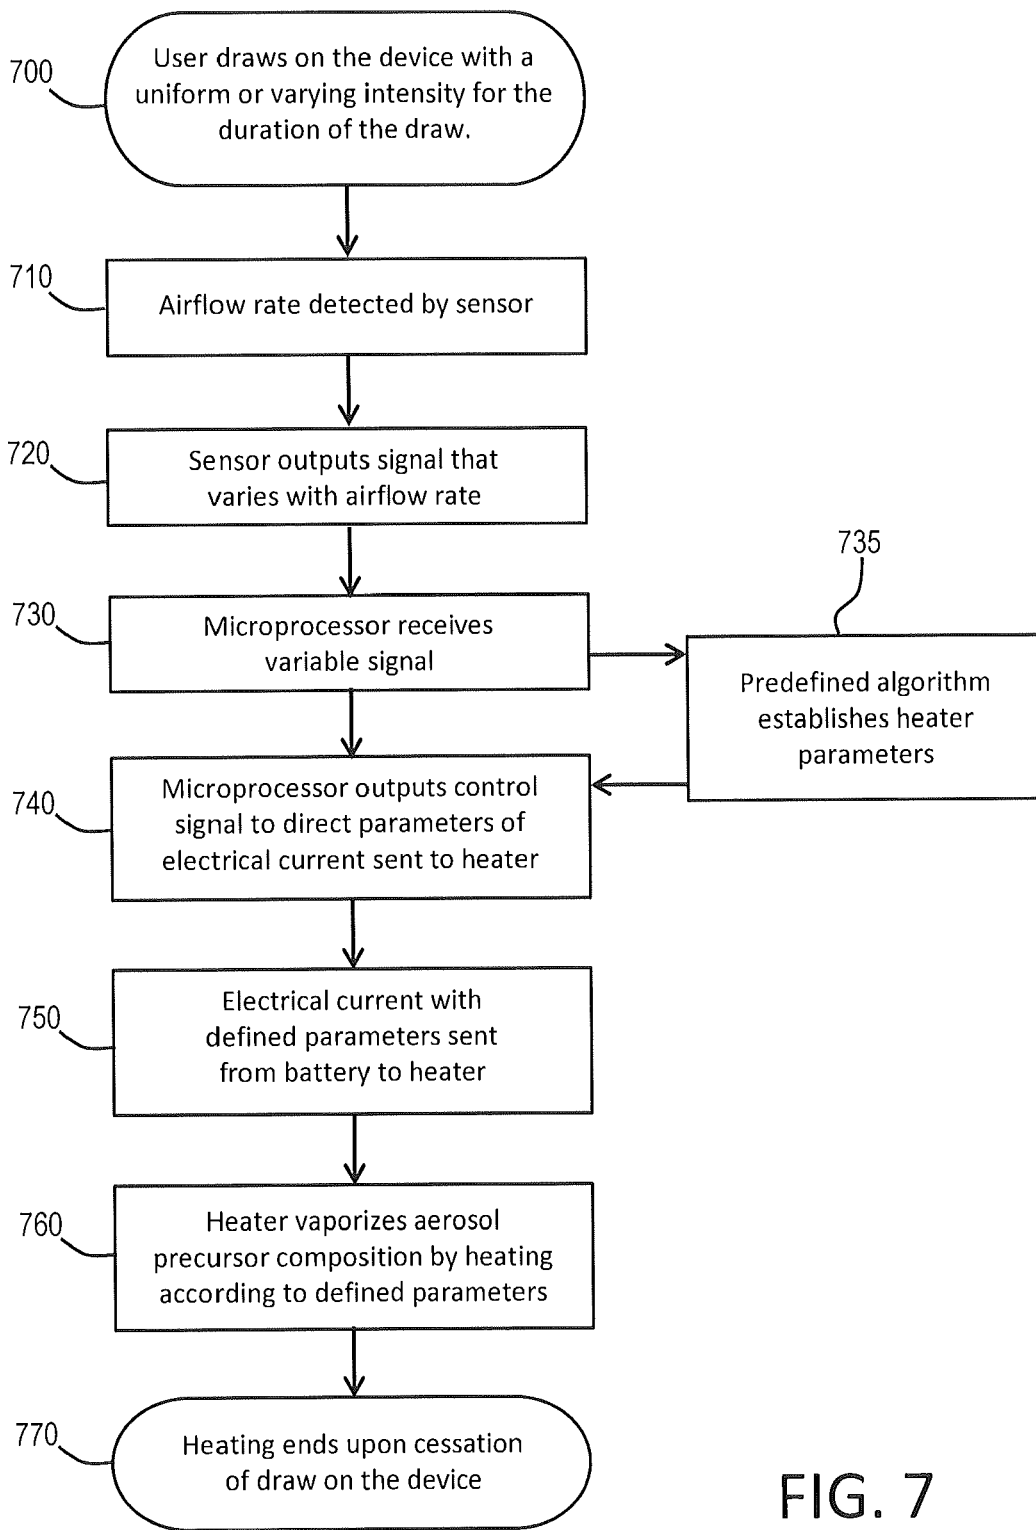 700
User draws on the device with a
uniform or varying intensity for the
duration of the draw.
710
Airflow rate detected by sensor
720
Sensor outputs signal that
varies with airflow rate
730
Microprocessor receives
variable signal
735
Predefined algorithm
establishes heater
parameters
740
Microprocessor outputs control
signal to direct parameters of
electrical current sent to heater
750
Electrical current with
defined parameters sent
from battery to heater
760
Heater vaporizes aerosol
precursor composition by heating
according to defined parameters
770
Heating ends upon cessation
of draw on the device
FIG. 7